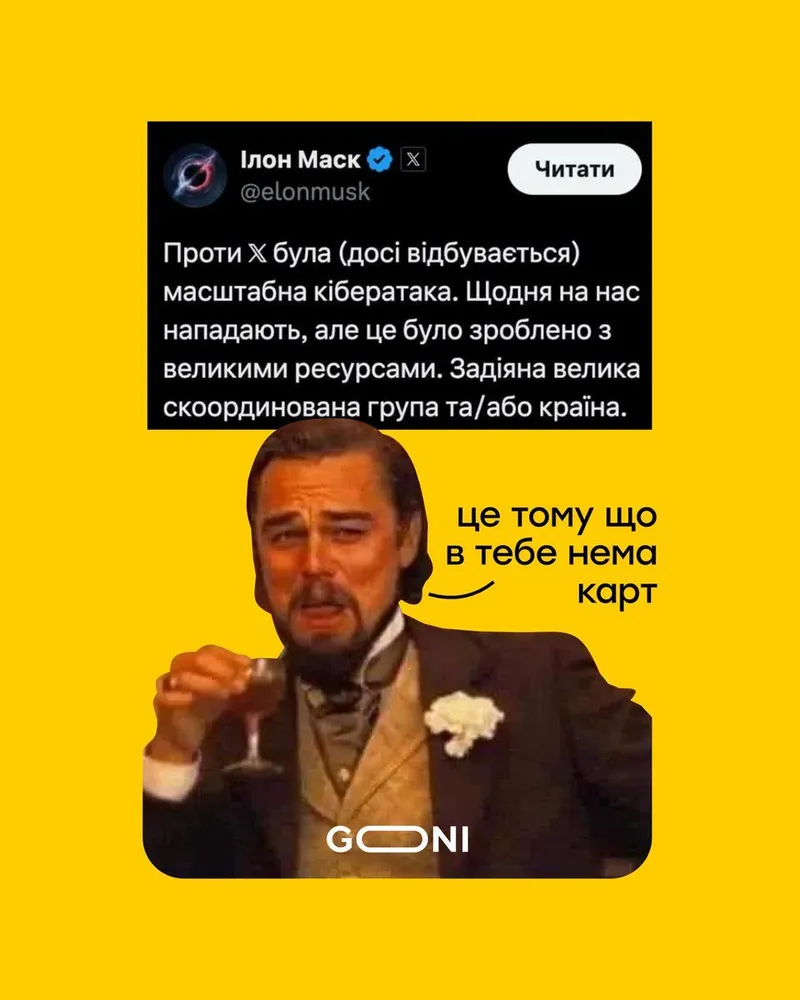 Ілон Маск
@elonmusk
Читати
Проти 𝕏 була (досі відбувається)
масштабна кібератака. Щодня на нас
нападають, але це було зроблено з
великими ресурсами. Задіяна велика
скоординована група та/або країна.
це тому що
в тебе нема
карт
GOONI